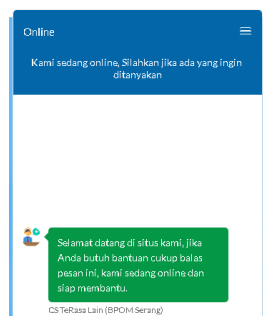 Online
Kami sedang online, Silahkan jika ada yang ingin
ditanyakan
Selamat datang di situs kami, jika
Anda butuh bantuan cukup balas
pesan ini, kami sedang online dan
siap membantu.
CS TeRasa Lain (BPOM Serang)